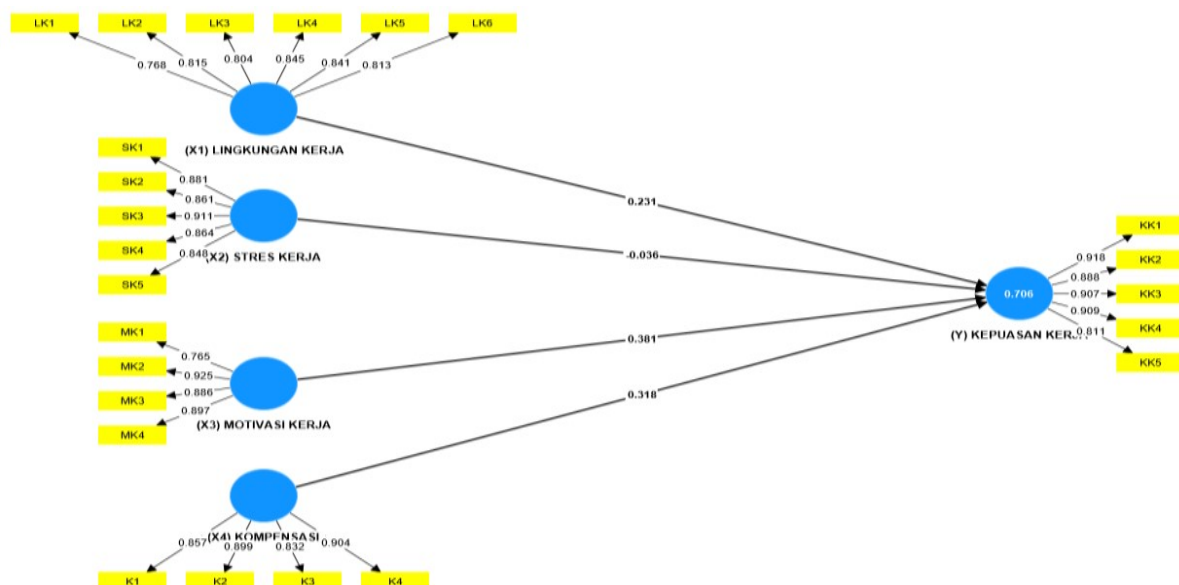 LK1 LK2 LK3 LK4 LK5 LK6
0.768 0.815 0.804 0.845 0.841 0.813
(X1) LINGKUNGAN KERJA
SK1
SK2
SK3
SK4
SK5
0.881
0.861
0.911
0.864
0.848
(X2) STRES KERJA
MK1
MK2
MK3
MK4
0.765
0.925
0.886
0.897
(X3) MOTIVASI KERJA
(X4) KOMPENSASI
0.857 0.899 0.832 0.904
K1 K2 K3 K4
0.231
-0.036
0.381
0.318
0.706
(Y) KEPUASAN KERJA
0.918
0.888
0.907
0.909
0.811
KK1
KK2
KK3
KK4
KK5